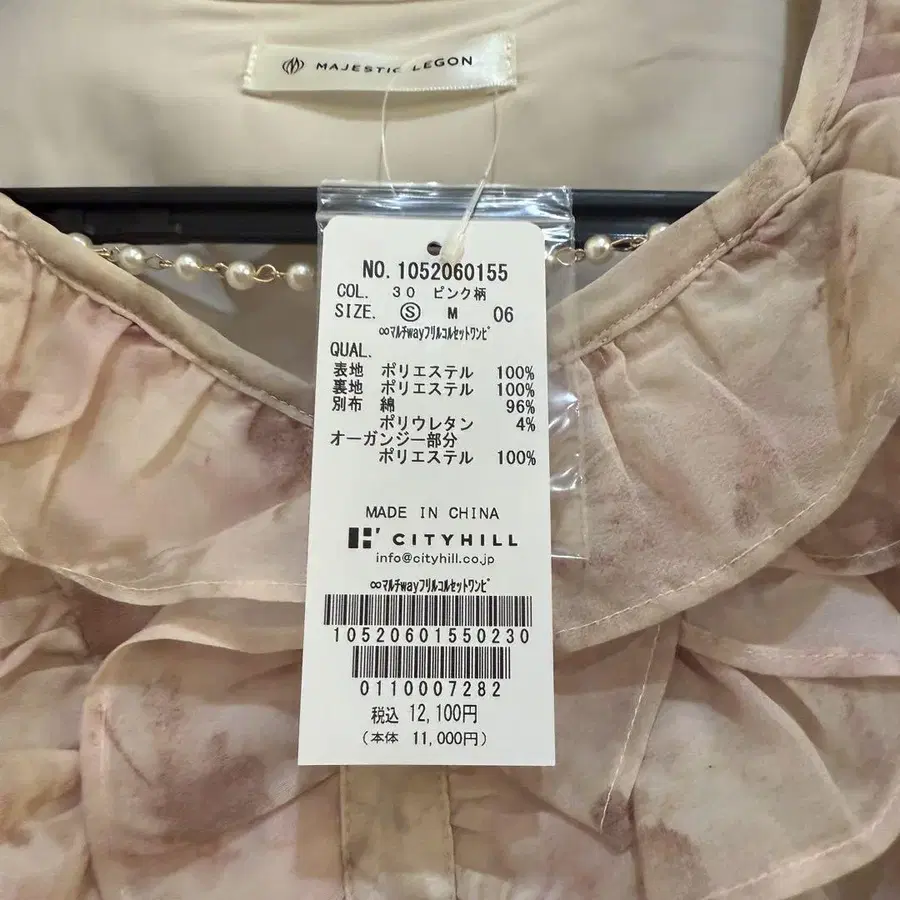 MAJESTIC LEGON
NO. 1052060155
COL. 30 ピンク柄
SIZE. Ⓢ M 06
∞ﾏﾙﾁwayﾌﾘﾙｺﾙｾｯﾄﾜﾝﾋﾟ
QUAL.
表地 ポリエステル 100%
裏地 ポリエステル 100%
別布 綿 96%
ポリウレタン 4%
オーガンジー部分
ポリエステル 100%
MADE IN CHINA
CITYHILL
info@cityhill.co.jp
∞ﾏﾙﾁwayﾌﾘﾙｺﾙｾｯﾄﾜﾝﾋﾟ
10520601550230
0110007282
税込 12,100円
(本体 11,000円)